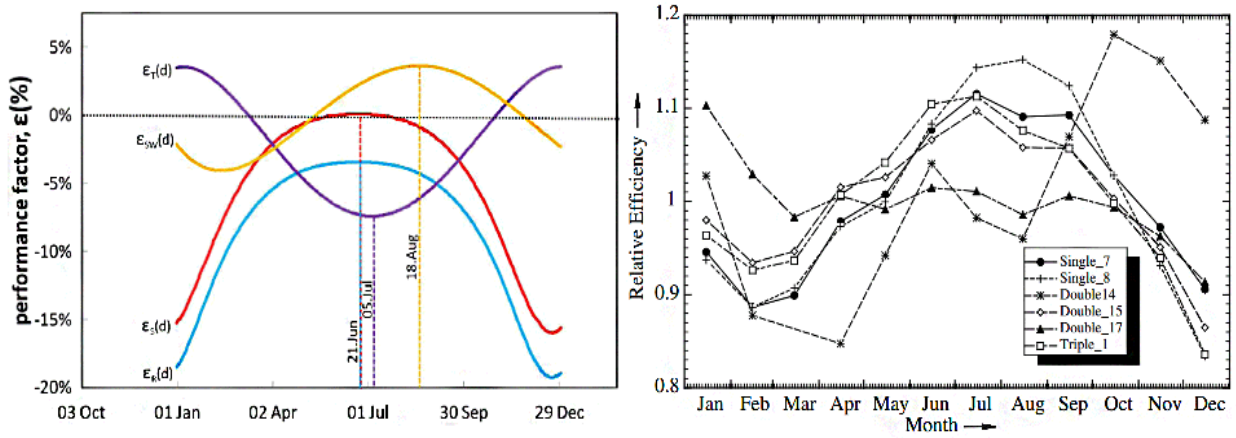 performance factor, ε(%)
5%
0%
-5%
-10%
-15%
-20%
εT(d)
εSW(d)
εS(d)
εR(d)
21.Jun
05.Jul
18.Aug
03 Oct
01 Jan
02 Apr
01 Jul
30 Sep
29 Dec
Relative Efficiency
1.2
1.1
1
0.9
0.8
Single_7
Single_8
Double14
Double_15
Double_17
Triple_1
Jan Feb Mar Apr May Jun Jul Aug Sep Oct Nov Dec
Month